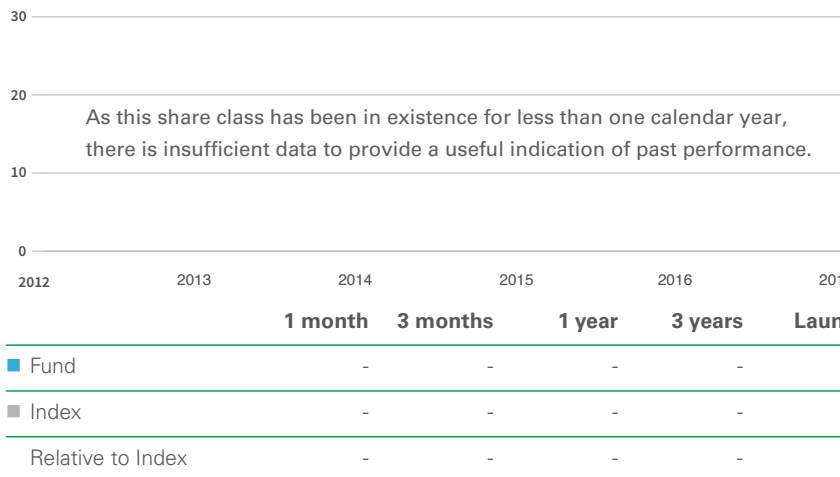 30
20
As this share class has been in existence for less than one calendar year,
there is insufficient data to provide a useful indication of past performance.
10
0
2012 2013 2014 2015 2016
1 month 3 months 1 year 3 years
Fund - - - -
Index - - - -
Relative to Index - - - -